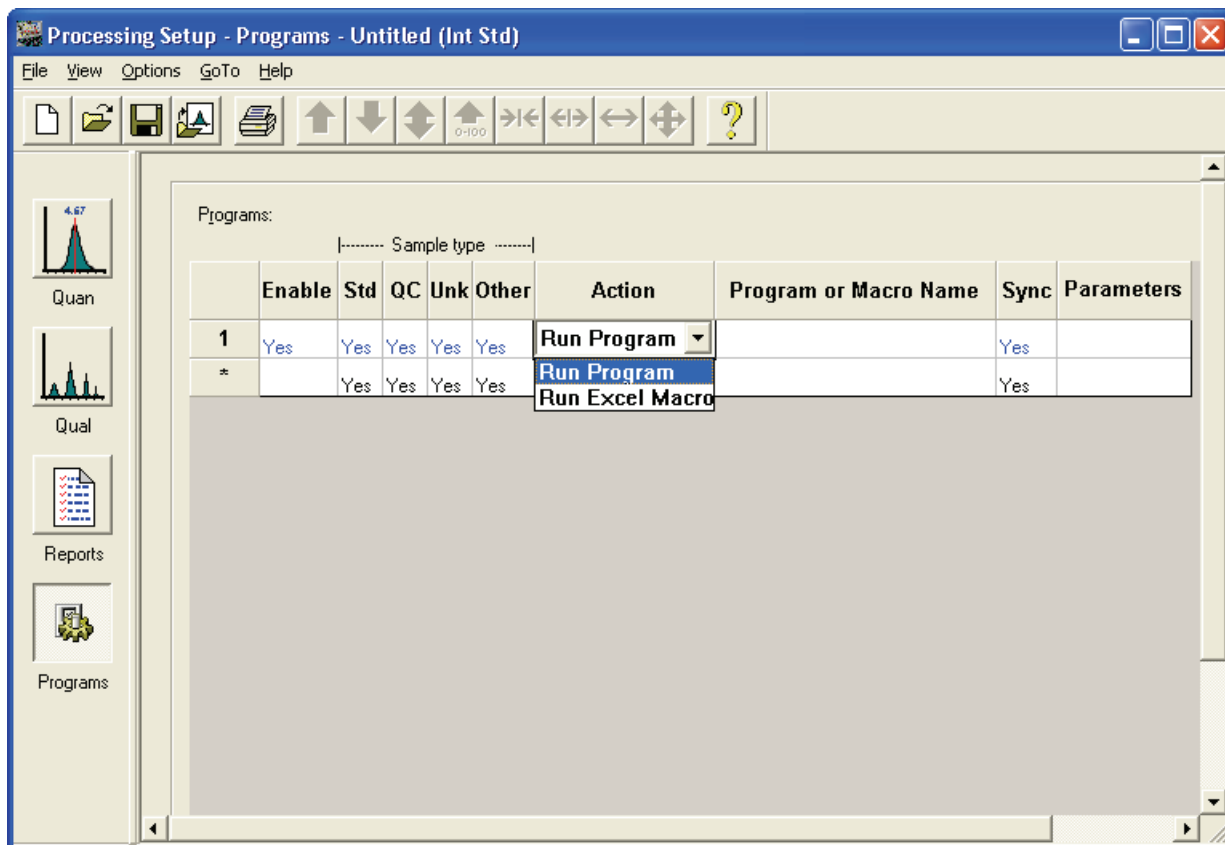 Processing Setup - Programs - Untitled (Int Std)
File View Options GoTo Help
0-100
4.67
Quan
Qual
Reports
Programs
Programs:
|-------- Sample type -------|
Enable Std QC Unk Other Action Program or Macro Name Sync Parameters
1 Yes Yes Yes Yes Yes Run Program Yes
* Yes Yes Yes Yes Run Program Yes
Run Excel Macro